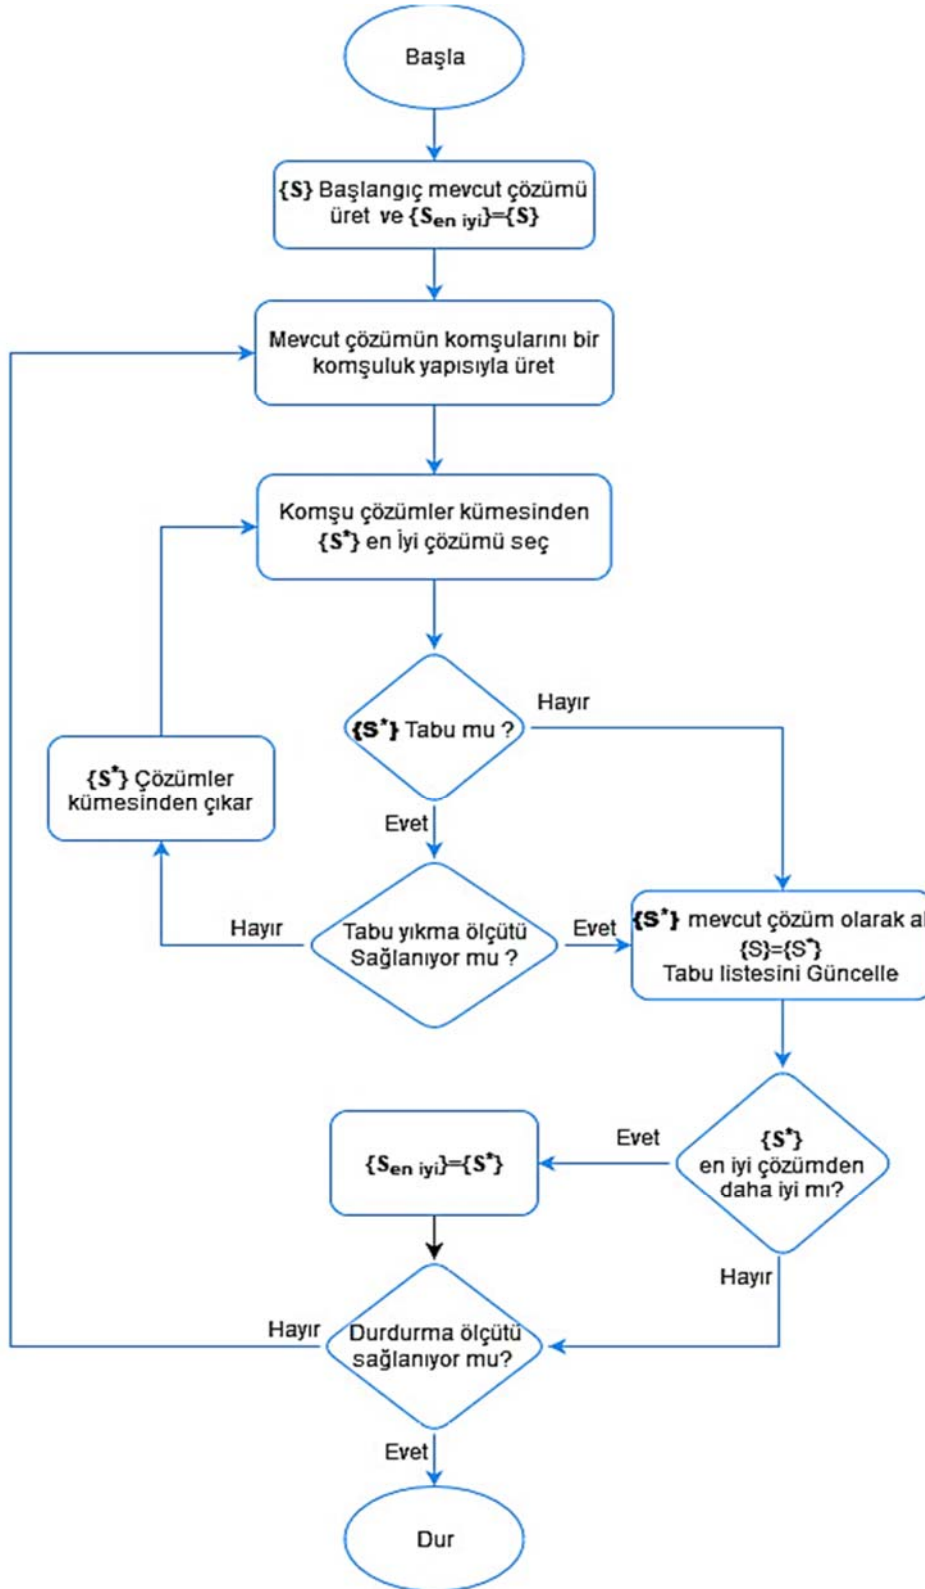 Başla
{S} Başlangıç mevcut çözümü
üret ve {S en iyi}={S}
Mevcut çözümün komşularını bir
komşuluk yapısıyla üret
Komşu çözümler kümesinden
{S*} en İyi çözümü seç
{S*} Tabu mu ?
Hayır
{S*} Çözümler
kümesinden çıkar
Evet
Hayır
Tabu yıkma ölçütü
Sağlanıyor mu ?
Evet
{S*} mevcut çözüm olarak al
{S}={S*}
Tabu listesini Güncelle
{S*}
en iyi çözümden
daha iyi mı?
Evet
{S en iyi}={S*}
Hayır
Durdurma ölçütü
sağlanıyor mu?
Hayır
Evet
Dur